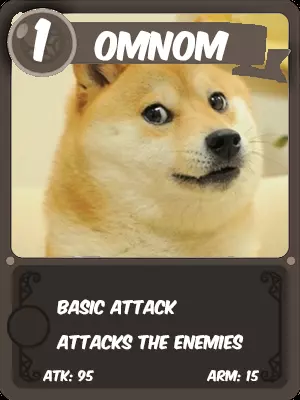 1 OMNOM
BASIC ATTACK
ATTACKS THE ENEMIES
ATK: 95 ARM: 15